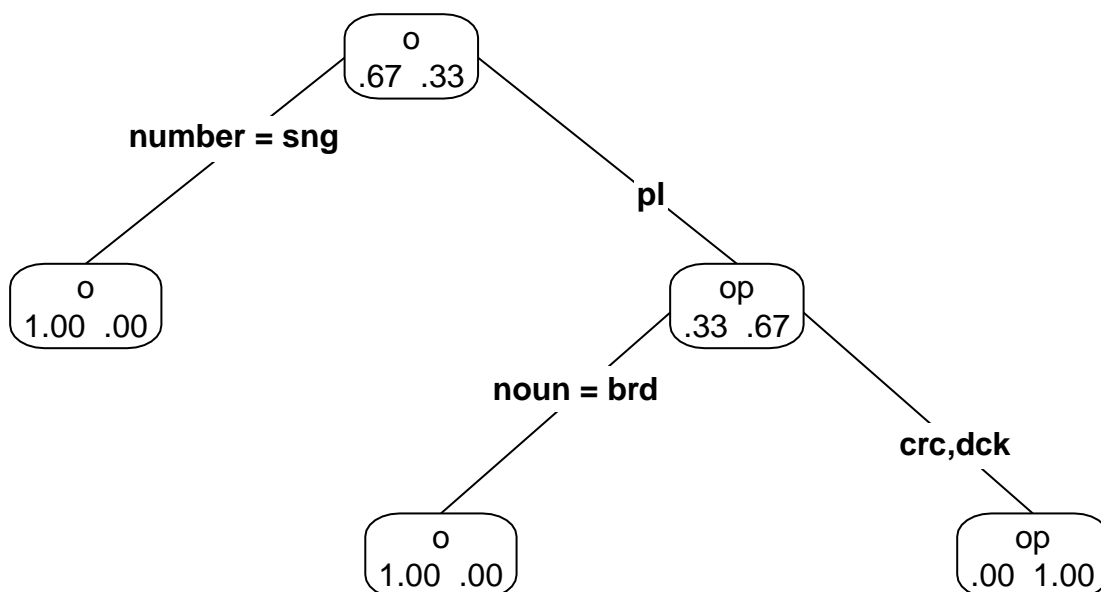 o
.67 .33
number = sng
pl
o
1.00 .00
op
.33 .67
noun = brd
crc,dck
o
1.00 .00
op
.00 1.00